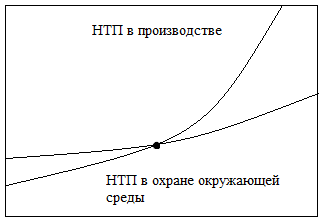 НТП в производстве
НТП в охране окружающей
среды